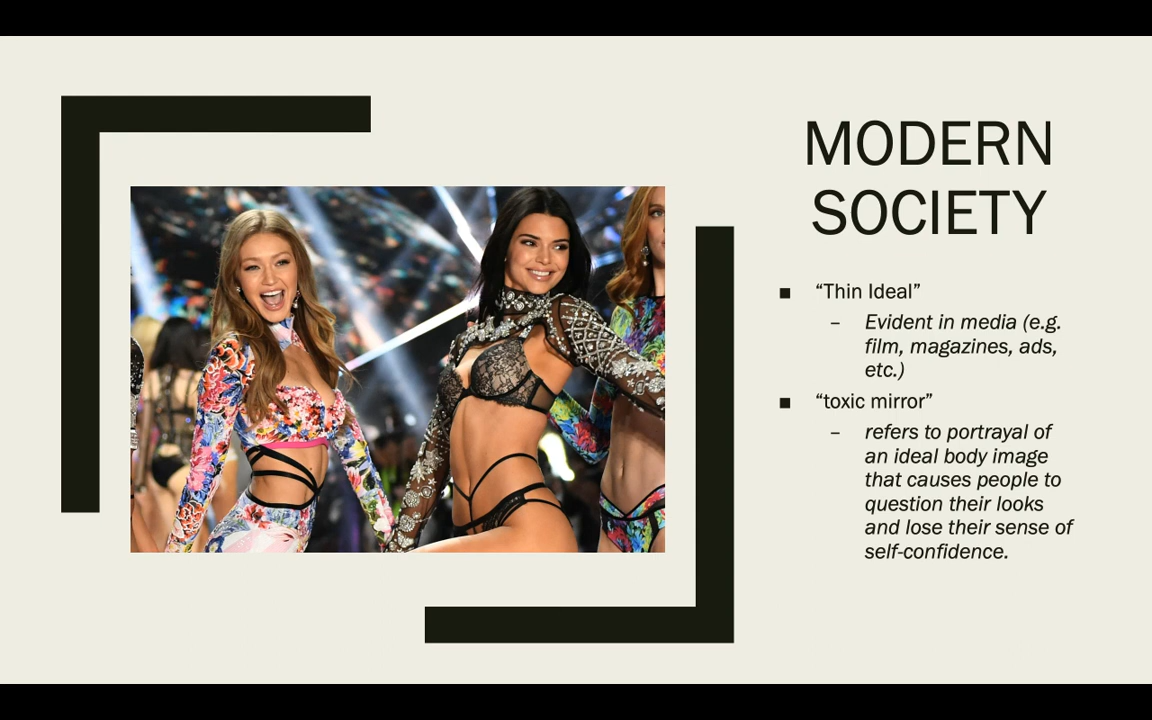 MODERN
SOCIETY
■ “Thin Ideal”
– Evident in media (e.g.
film, magazines, ads,
etc.)
■ “toxic mirror”
– refers to portrayal of
an ideal body image
that causes people to
question their looks
and lose their sense of
self-confidence.